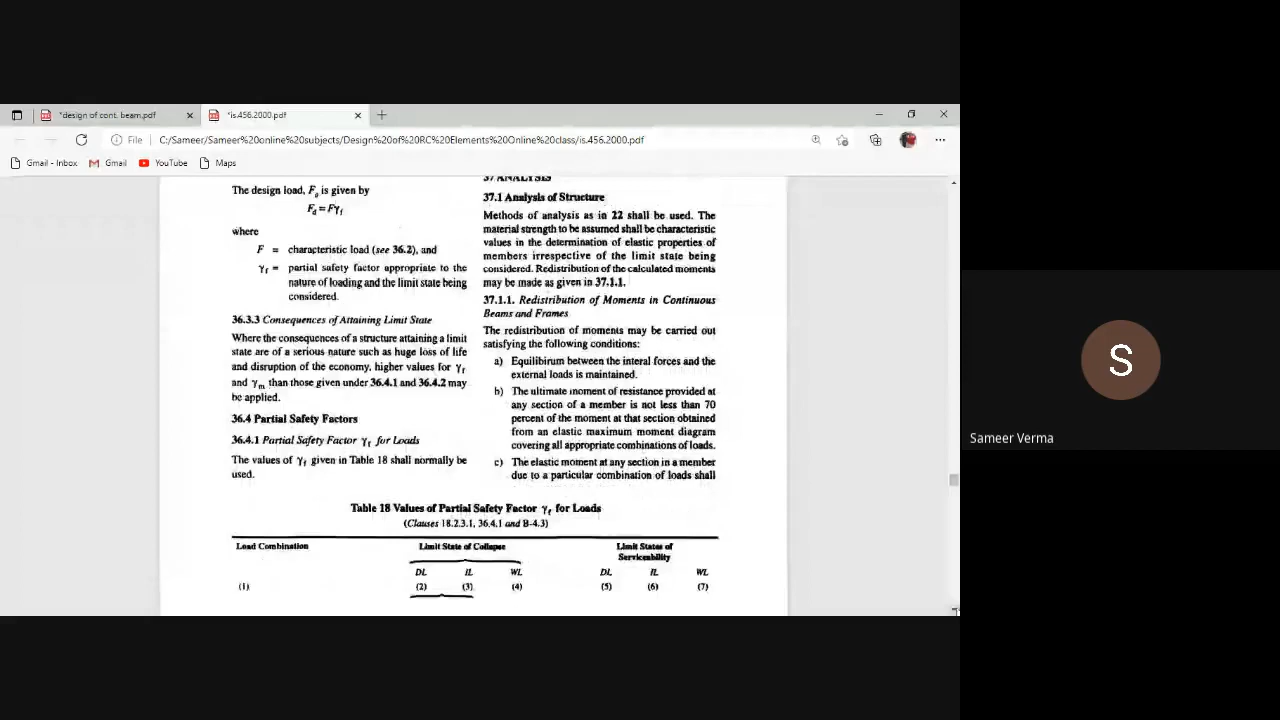 *design of cont. beam.pdf
*is.456.2000.pdf
File
C:/Sameer/Sameer%20online%20subjects/Design%20of%20RC%20Elements%20Online%20class/is.456.2000.pdf
Gmail - Inbox
Gmail
YouTube
Maps
The design load, Fo is given by
Fd = Fγf
where
F = characteristic load (see 36.2), and
γf = partial safety factor appropriate to the
nature of loading and the limit state being
considered.
36.3.3 Consequences of Attaining Limit State
Where the consequences of a structure attaining a limit
state are of a serious nature such as huge loss of life
and disruption of the economy, higher values for γf
and γm than those given under 36.4.1 and 36.4.2 may
be applied.
36.4 Partial Safety Factors
36.4.1 Partial Safety Factor γf for Loads
The values of γf given in Table 18 shall normally be
used.
37 ANALYSIS
37.1 Analysis of Structure
Methods of analysis as in 22 shall be used. The
material strength to be assumed shall be characteristic
values in the determination of elastic properties of
members irrespective of the limit state being
considered. Redistribution of the calculated moments
may be made as given in 37.1.1.
37.1.1. Redistribution of Moments in Continuous
Beams and Frames
The redistribution of moments may be carried out
satisfying the following conditions:
a) Equilibirum between the interal forces and the
external loads is maintained.
b) The ultimate moment of resistance provided at
any section of a member is not less than 70
percent of the moment at that section obtained
from an elastic maximum moment diagram
covering all appropriate combinations of loads.
c) The elastic moment at any section in a member
due to a particular combination of loads shall
Table 18 Values of Partial Safety Factor γf for Loads
(Clauses 18.2.3.1, 36.4.1 and B-4.3)
Load Combination Limit State of Collapse Limit States of
Serviceability
DL IL WL DL IL WL
(1) (2) (3) (4) (5) (6) (7)
S
Sameer Verma